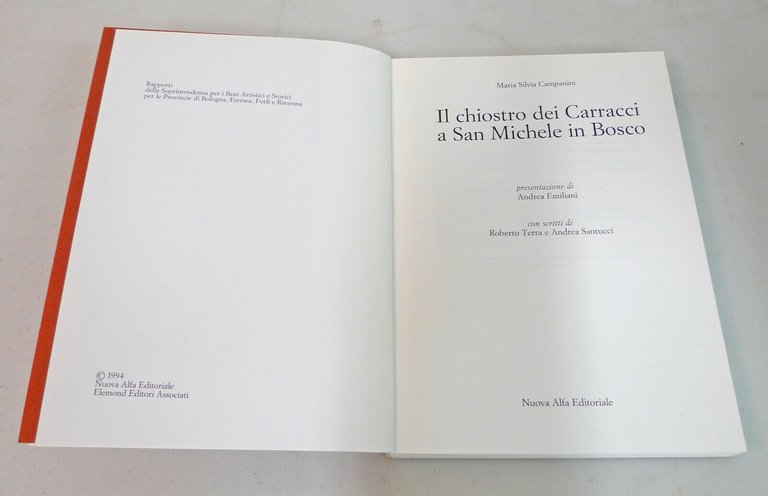 Rapporti
della Soprintendenza per i Beni Artistici e Storici
per le Provincie di Bologna, Ferrara, Forlì e Ravenna
© 1994
Nuova Alfa Editoriale
Elemond Editori Associati
Maria Silvia Campanini
Il chiostro dei Carracci
a San Michele in Bosco
presentazione di
Andrea Emiliani
con scritti di
Roberto Terra e Andrea Santucci
Nuova Alfa Editoriale